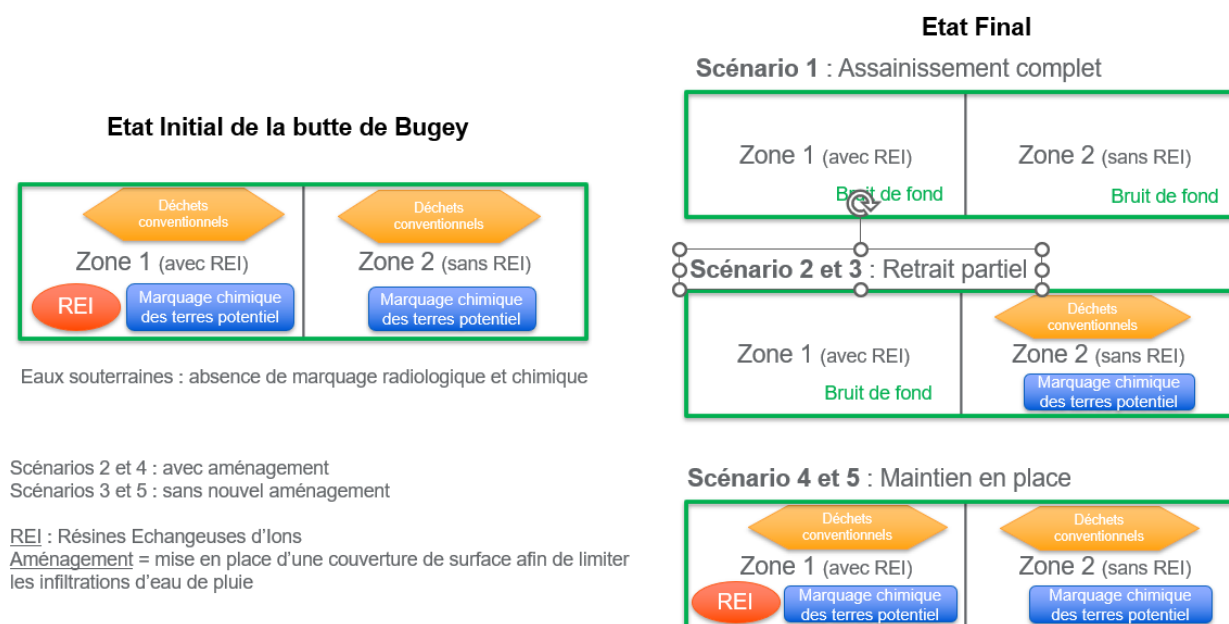 Etat Initial de la butte de Bugey
Déchets
conventionnels
Déchets
conventionnels
Zone 1 (avec REI)
Zone 2 (sans REI)
REI
Marquage chimique
des terres potentiel
Marquage chimique
des terres potentiel
Eaux souterraines : absence de marquage radiologique et chimique
Scénarios 2 et 4 : avec aménagement
Scénarios 3 et 5 : sans nouvel aménagement
REI : Résines Echangeuses d'Ions
Aménagement = mise en place d'une couverture de surface afin de limiter
les infiltrations d'eau de pluie
Etat Final
Scénario 1 : Assainissement complet
Zone 1 (avec REI)
Zone 2 (sans REI)
Bruit de fond
Bruit de fond
Scénario 2 et 3 : Retrait partiel
Déchets
conventionnels
Zone 1 (avec REI)
Zone 2 (sans REI)
Bruit de fond
Marquage chimique
des terres potentiel
Scénario 4 et 5 : Maintien en place
Déchets
conventionnels
Déchets
conventionnels
Zone 1 (avec REI)
Zone 2 (sans REI)
REI
Marquage chimique
des terres potentiel
Marquage chimique
des terres potentiel